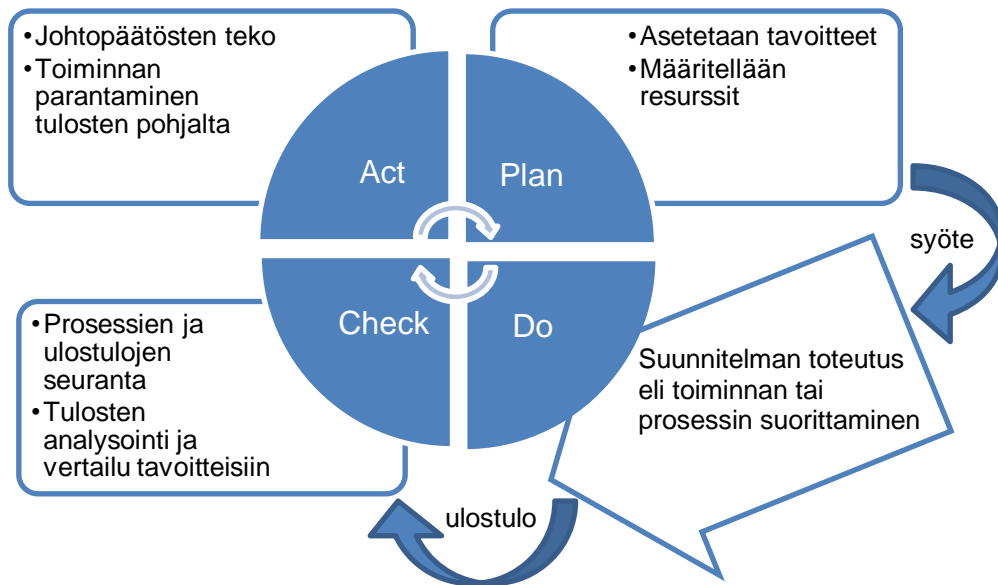 •Johtopäätösten teko
•Toiminnan
parantaminen
tulosten pohjalta
•Asetetaan tavoitteet
•Määritellään
resurssit
Act
Plan
syöte
Check
Do
•Prosessien ja
ulostulojen
seuranta
•Tulosten
analysointi ja
vertailu tavoitteisiin
Suunnitelman toteutus
eli toiminnan tai
prosessin suorittaminen
ulostulo